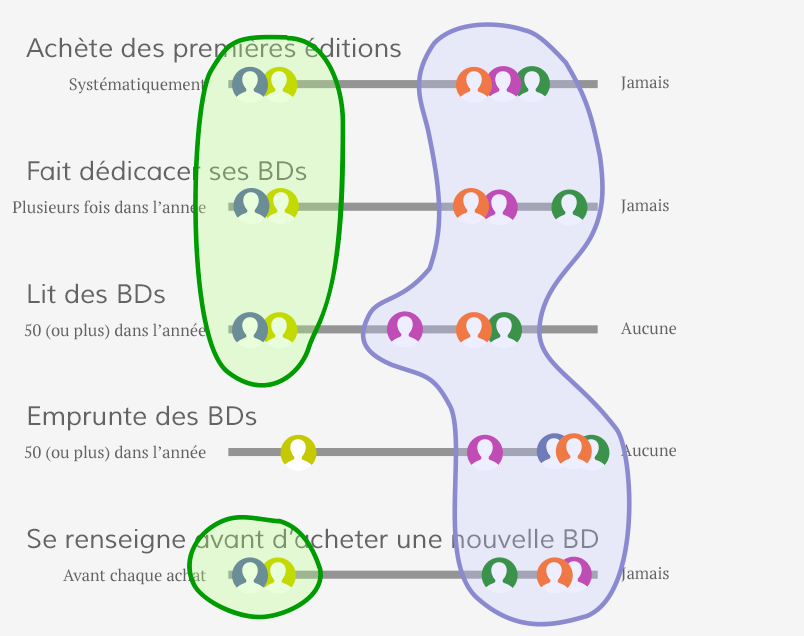 Achète des premières éditions
Systématiquement
Jamais
Fait dédicacer ses BDs
Plusieurs fois dans l'année
Jamais
Lit des BDs
50 (ou plus) dans l'année
Aucune
Emprunte des BDs
50 (ou plus) dans l'année
Aucune
Se renseigne avant d'acheter une nouvelle BD
Avant chaque achat
Jamais